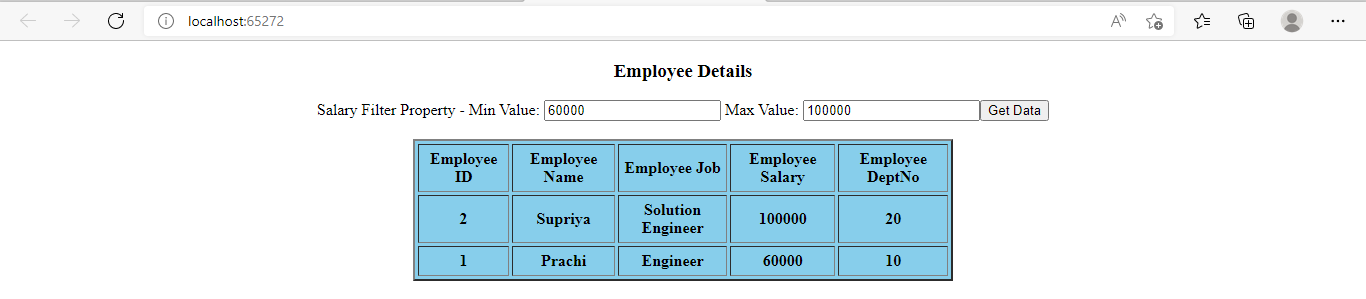 localhost:65272
Employee Details
Salary Filter Property - Min Value: 60000 Max Value: 100000 Get Data
Employee ID Employee Name Employee Job Employee Salary Employee DeptNo
2 Supriya Solution Engineer 100000 20
1 Prachi Engineer 60000 10